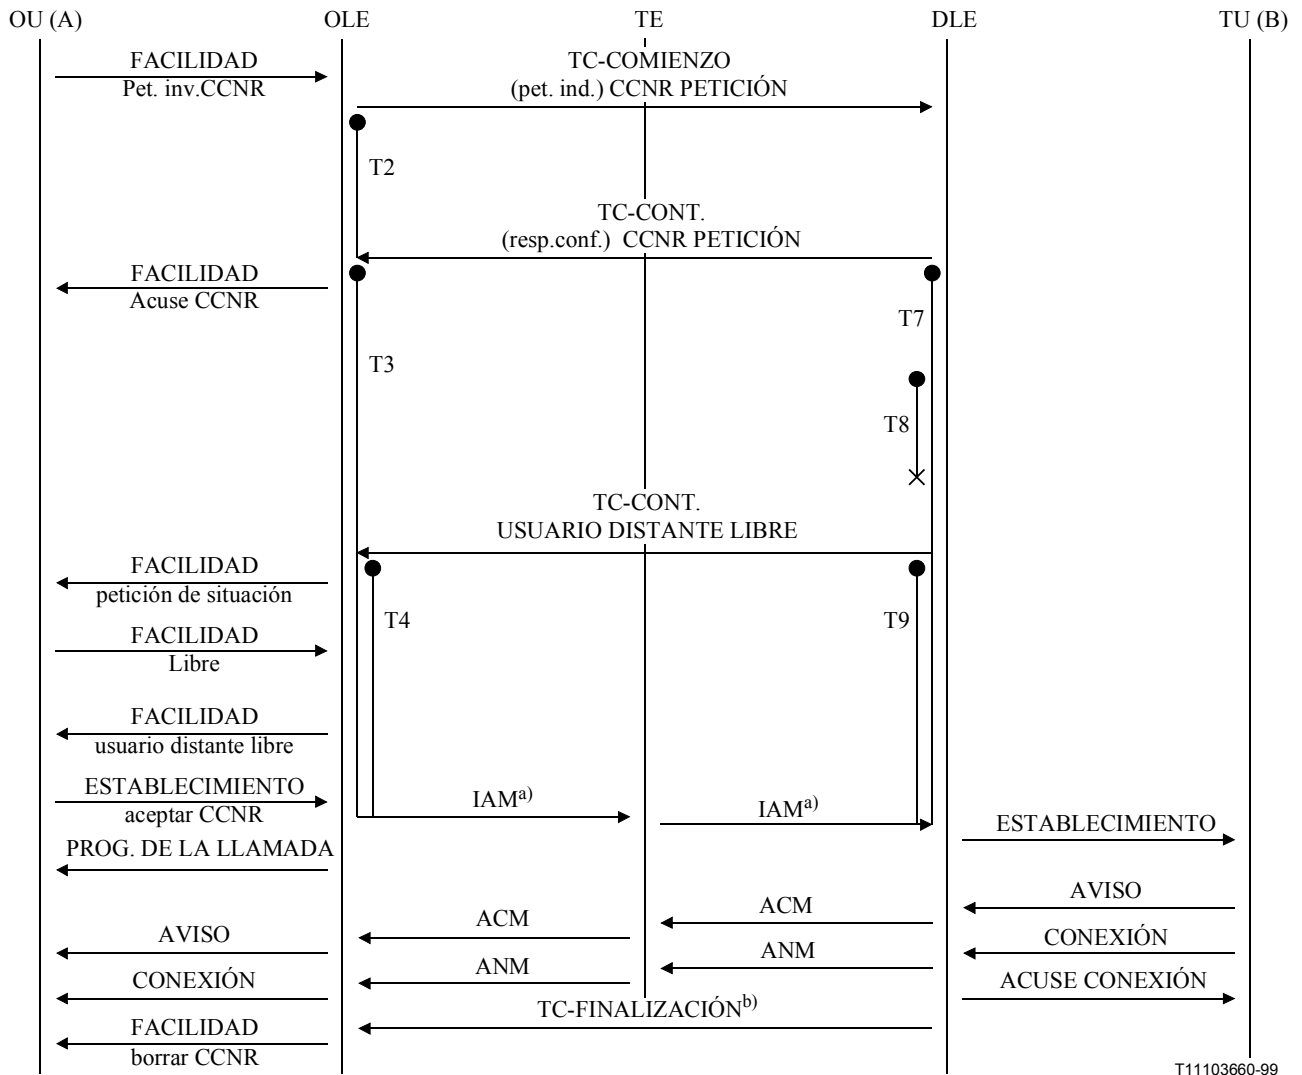 OU (A) OLE TE DLE TU (B)
FACILIDAD
Pet. inv.CCNR
TC-COMIENZO
(pet. ind.) CCNR PETICIÓN
T2
TC-CONT.
(resp.conf.) CCNR PETICIÓN
FACILIDAD
Acuse CCNR
T7
T3
T8
TC-CONT.
USUARIO DISTANTE LIBRE
FACILIDAD
petición de situación
T4
T9
FACILIDAD
Libre
FACILIDAD
usuario distante libre
ESTABLECIMIENTO
aceptar CCNR
IAMa)
IAMa)
ESTABLECIMIENTO
PROG. DE LA LLAMADA
AVISO
ACM
ACM
AVISO
CONEXIÓN
ANM
ANM
CONEXIÓN
ACUSE CONEXIÓN
TC-FINALIZACIÓNb)
FACILIDAD
borrar CCNR
T11103660-99